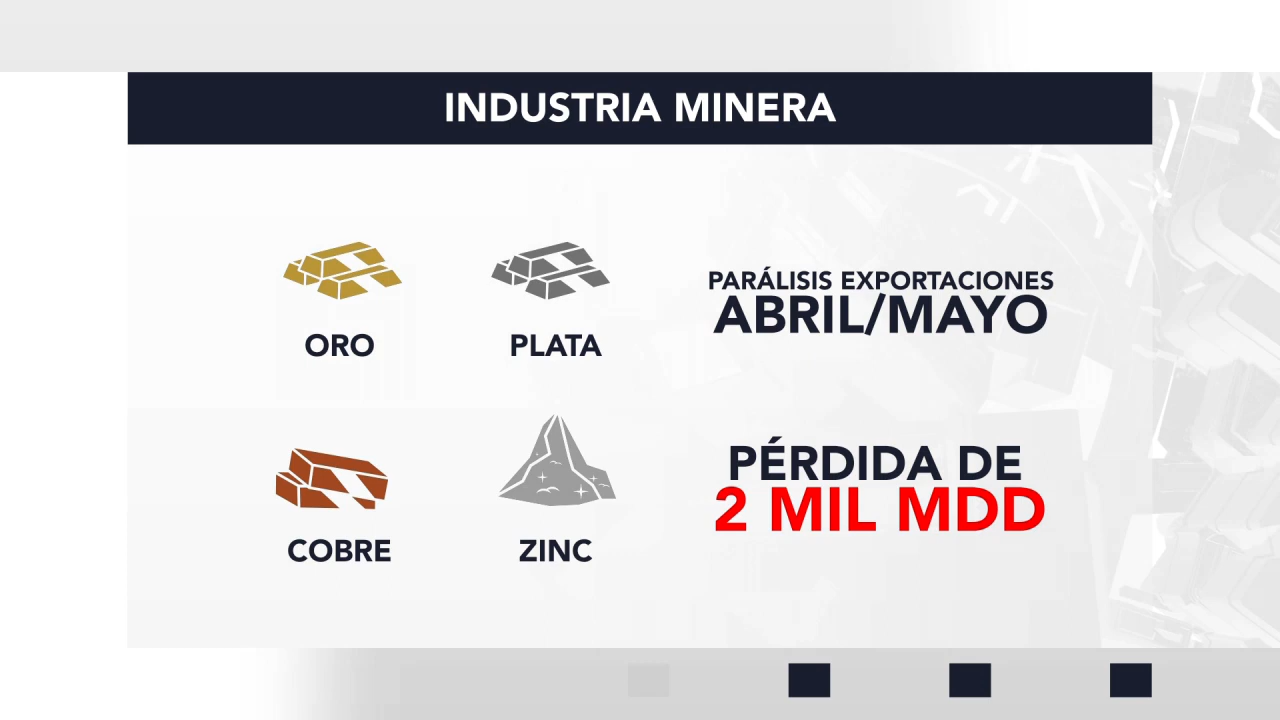 INDUSTRIA MINERA
ORO
PLATA
PARÁLISIS EXPORTACIONES
ABRIL/MAYO
COBRE
ZINC
PÉRDIDA DE
2 MIL MDD